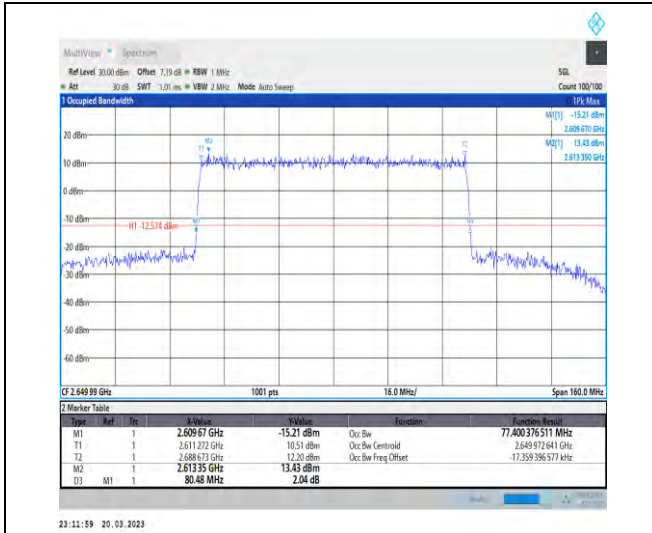 MultiView Spectrum
Ref Level 30.00 dBm Offset 7.19 dB RBW 1 MHz SGL
Att 30 dB SWT 1.01 ms VBW 2 MHz Mode Auto Sweep Count 100/100
1 Occupied Bandwidth 1Pk Max
M1[1] -15.21 dBm
2.609 670 GHz
M2[1] 13.43 dBm
2.613 350 GHz
20 dBm
M2
T1
T2
10 dBm
0 dBm
-10 dBm
H1 -12.574 dBm
M1
-20 dBm
-30 dBm
-40 dBm
-50 dBm
-60 dBm
CF 2.649 99 GHz 1001 pts 16.0 MHz/ Span 160.0 MHz
2 Marker Table
Type Ref Trc X-Value Y-Value Function Function Result
M1 1 2.609 67 GHz -15.21 dBm Occ Bw 77.400 376 511 MHz
T1 1 2.611 272 GHz 10.51 dBm Occ Bw Centroid 2.649 972 641 GHz
T2 1 2.688 673 GHz 12.20 dBm Occ Bw Freq Offset -17.359 396 577 kHz
M2 1 2.613 35 GHz 13.43 dBm
D3 M1 1 80.48 MHz 2.04 dB
23:11:59 20.03.2023